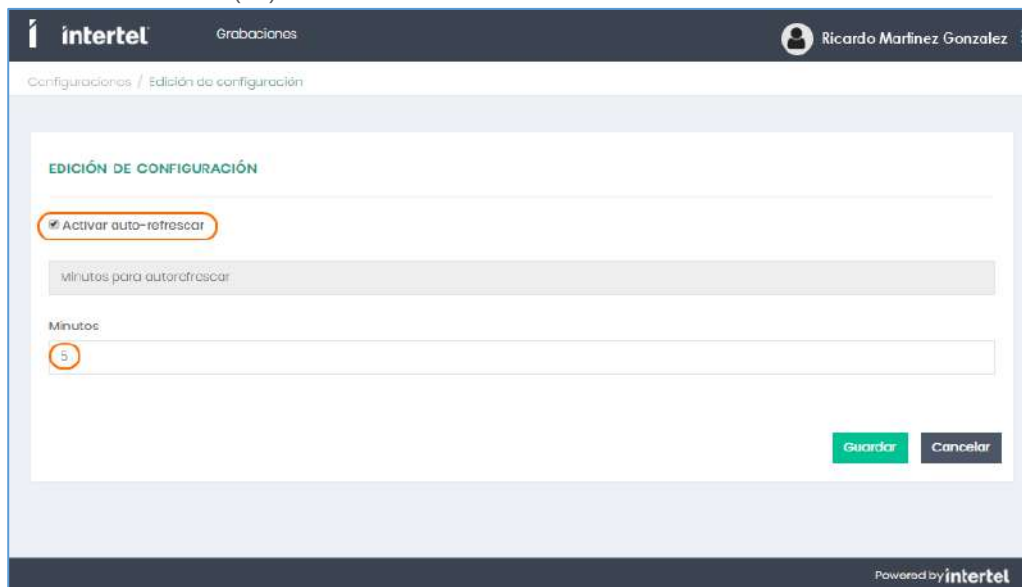 intertel
Grabaciones
Ricardo Martinez Gonzalez
Configuraciones / Edición de configuración
EDICIÓN DE CONFIGURACIÓN
Activar auto-refrescar
Minutos para autorefrescar
Minutos
5
Guardar
Cancelar
Powered by intertel